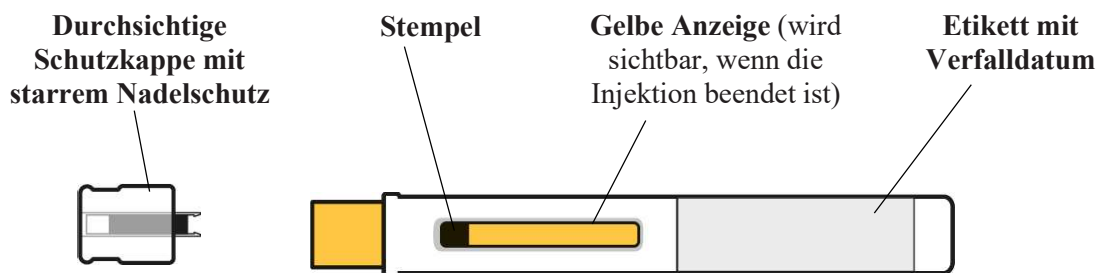 Durchsichtige
Schutzkappe mit
starrem Nadelschutz
Stempel
Gelbe Anzeige (wird
sichtbar, wenn die
Injektion beendet ist)
Etikett mit
Verfalldatum